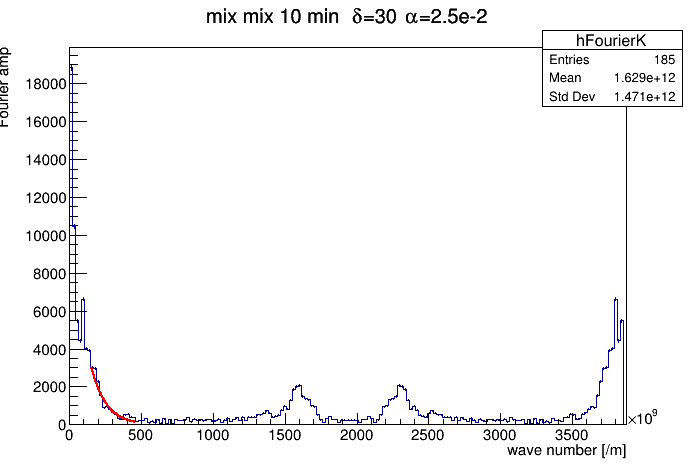 mix mix 10 min δ=30 α=2.5e-2
hFourierK
Entries 185
Mean 1.629e+12
Std Dev 1.471e+12
Fourier amp
18000
16000
14000
12000
10000
8000
6000
4000
2000
0
0 500 1000 1500 2000 2500 3000 3500
×10⁹
wave number [/m]